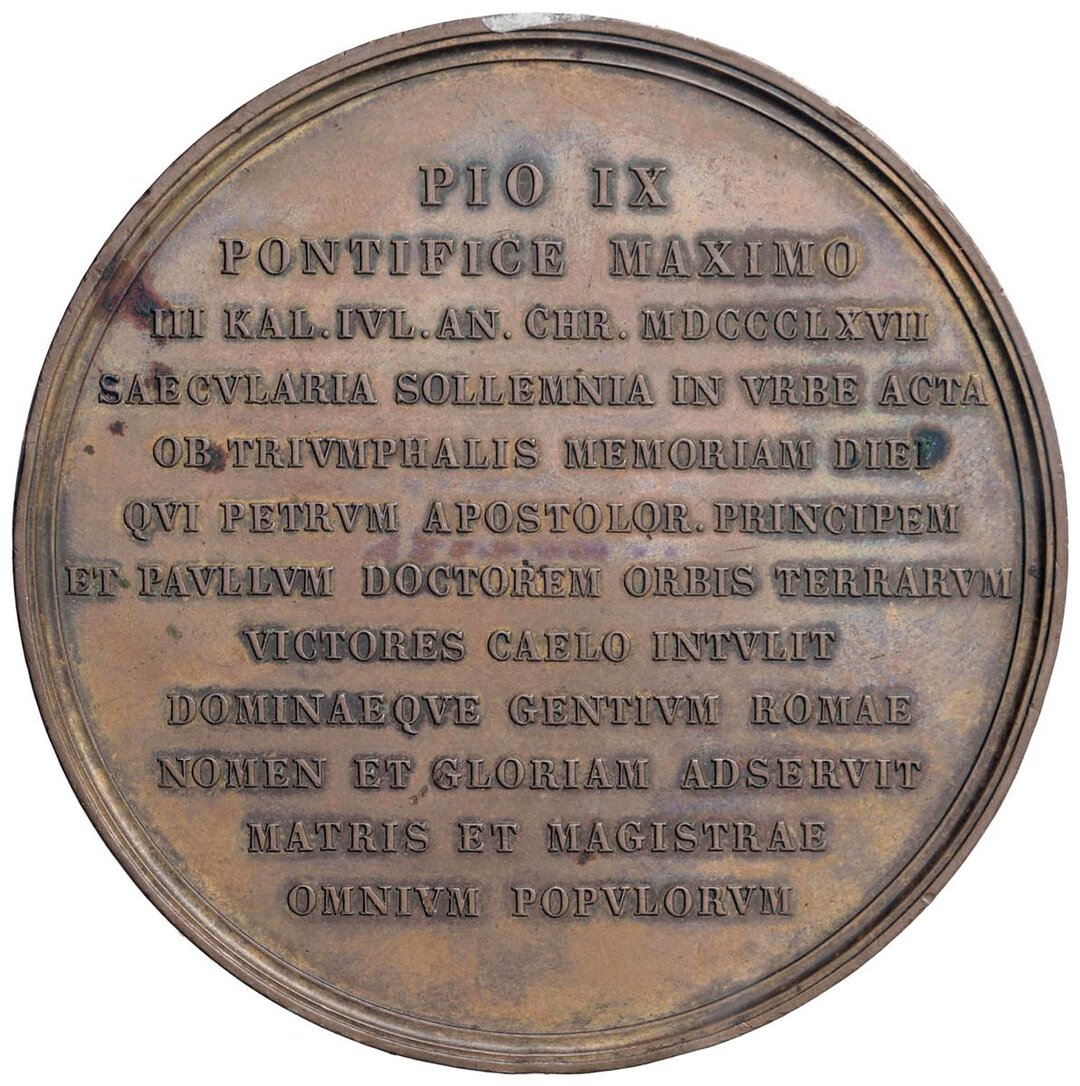 PIO IX
PONTIFICE MAXIMO
III KAL. IVL. AN. CHR. MDCCCLXVII
SAECVLARIA SOLLEMNIA IN VRBE ACTA
OB TRIVMPHALIS MEMORIAM DIEI
QVI PETRVM APOSTOLOR. PRINCIPEM
ET PAVLLVM DOCTOREM ORBIS TERRARVM
VICTORES CAELO INTVLIT
DOMINAEQVE GENTIVM ROMAE
NOMEN ET GLORIAM ADSERVIT
MATRIS ET MAGISTRAE
OMNIVM POPVLORVM